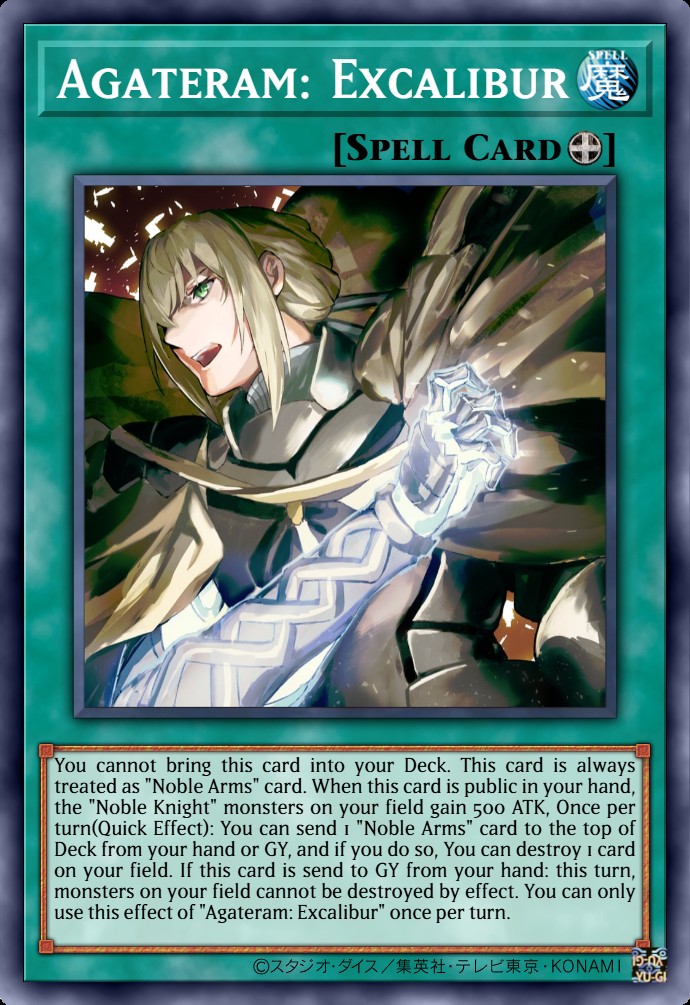 AGATERAM: EXCALIBUR
SPELL
魔
[SPELL CARD]
You cannot bring this card into your Deck. This card is always
treated as "Noble Arms" card. When this card is public in your hand,
the "Noble Knight" monsters on your field gain 500 ATK, Once per
turn(Quick Effect): You can send 1 "Noble Arms" card to the top of
Deck from your hand or GY, and if you do so, You can destroy 1 card
on your field. If this card is send to GY from your hand: this turn,
monsters on your field cannot be destroyed by effect. You can only
use this effect of "Agateram: Excalibur" once per turn.
©スタジオ・ダイス／集英社・テレビ東京・KONAMI
YU-GI